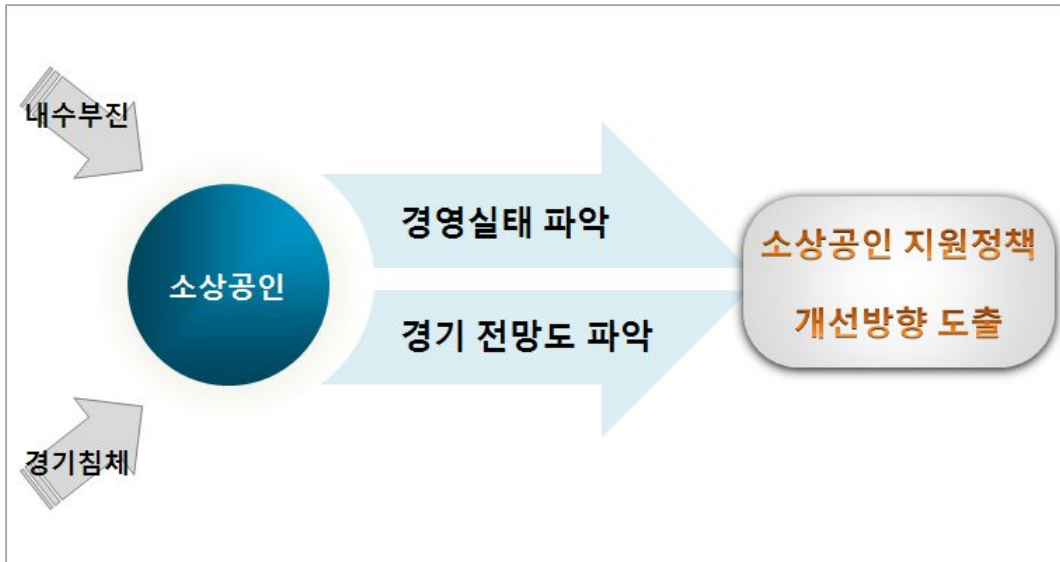 내수부진
소상공인
경기침체
경영실태 파악
경기 전망도 파악
소상공인 지원정책
개선방향 도출